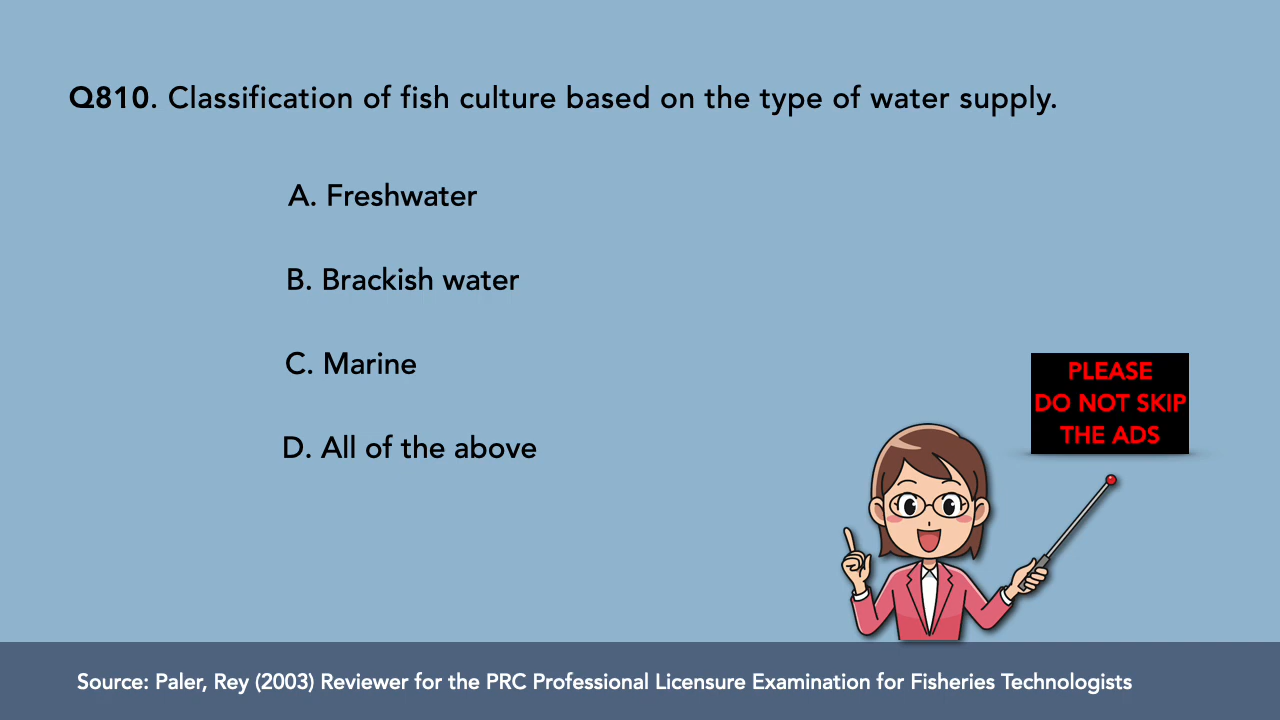 Q810. Classification of fish culture based on the type of water supply.
A. Freshwater
B. Brackish water
C. Marine
D. All of the above
PLEASE
DO NOT SKIP
THE ADS
Source: Paler, Rey (2003) Reviewer for the PRC Professional Licensure Examination for Fisheries Technologists